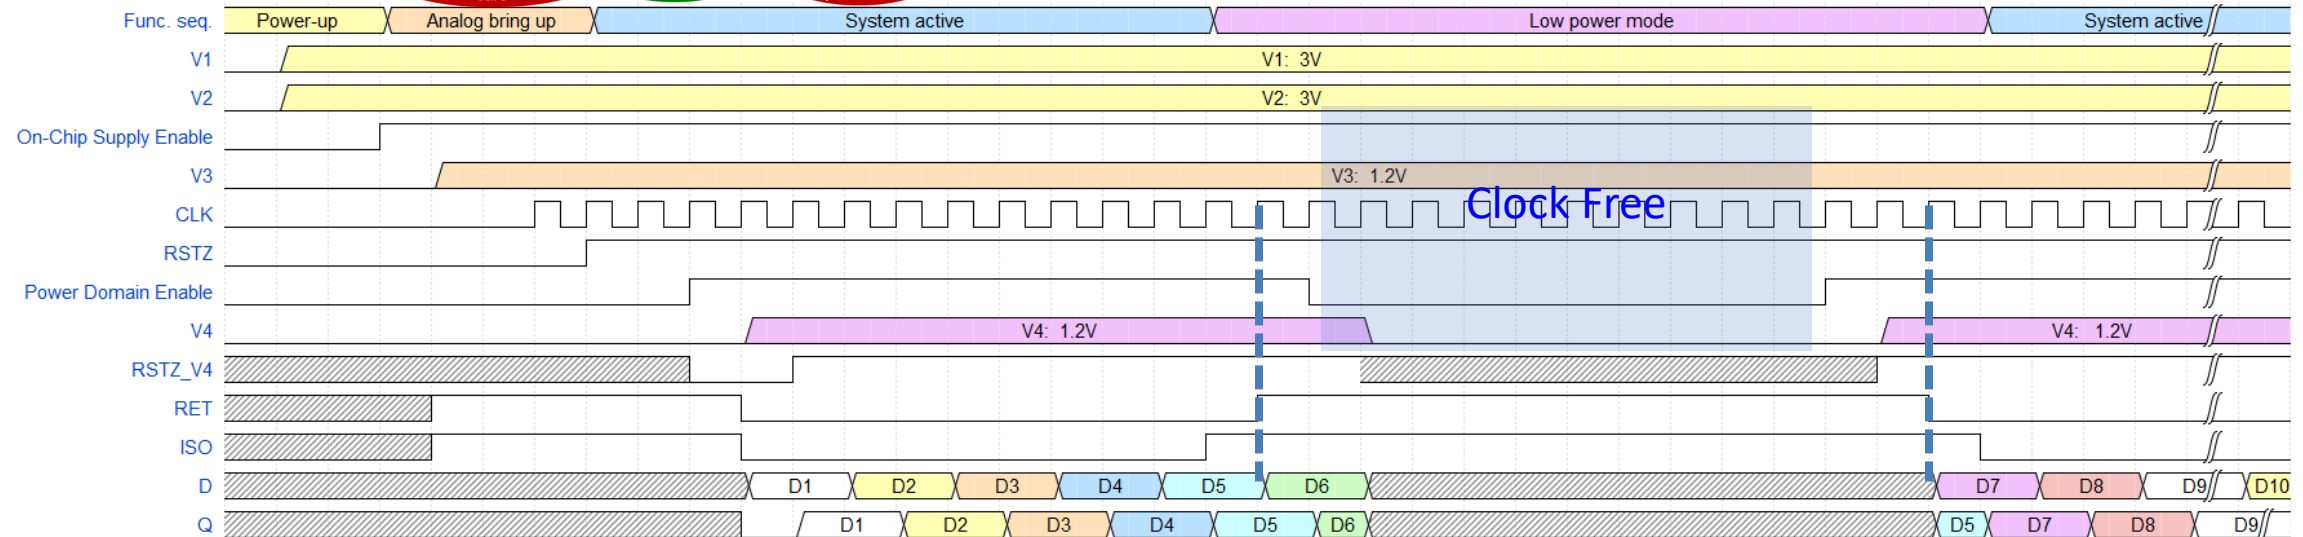 Func. seq. Power-up Analog bring up System active Low power mode System active
V1 V1: 3V
V2 V2: 3V
On-Chip Supply Enable
V3 V3: 1.2V
CLK Clock Free
RSTZ
Power Domain Enable
V4 V4: 1.2V V4: 1.2V
RSTZ_V4
RET
ISO
D D1 D2 D3 D4 D5 D6 D7 D8 D9 D10
Q D1 D2 D3 D4 D5 D6 D5 D7 D8 D9